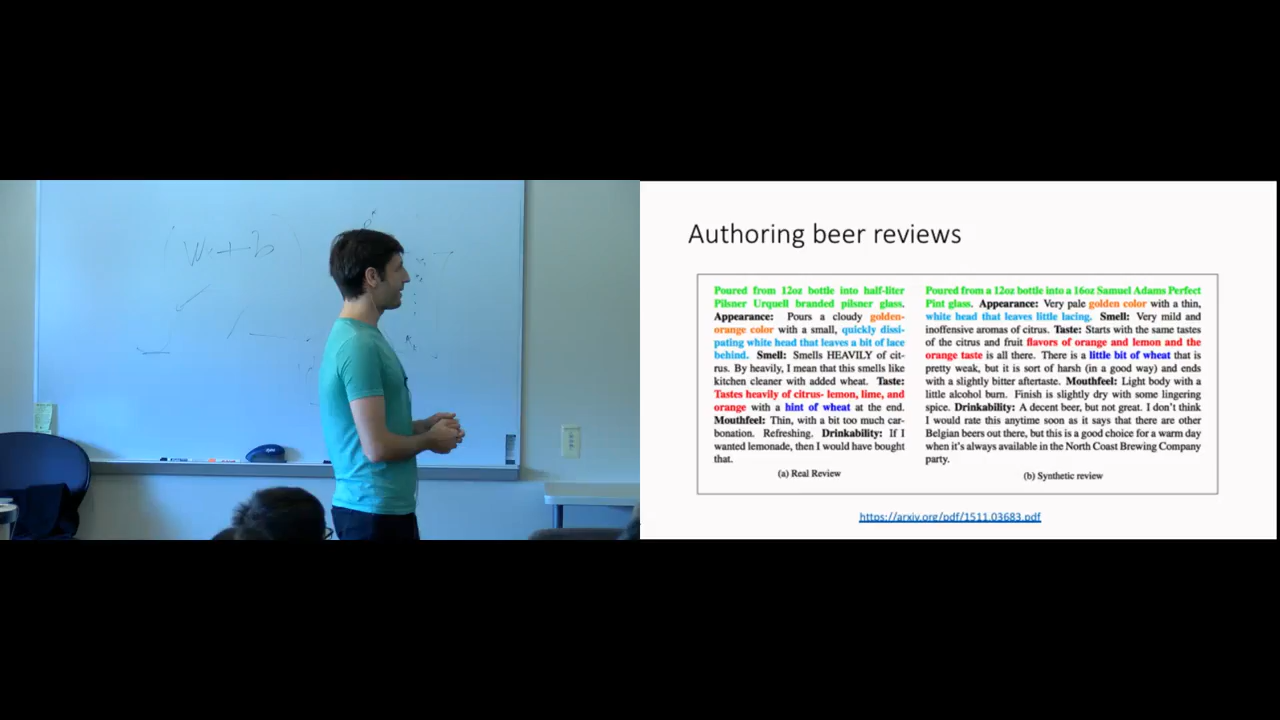 W + b
Authoring beer reviews
Poured from 12oz bottle into half-liter
Pilsner Urquell branded pilsner glass.
Appearance: Pours a cloudy golden-
orange color with a small, quickly dissi-
pating white head that leaves a bit of lace
behind. Smell: Smells HEAVILY of cit-
rus. By heavily, I mean that this smells like
kitchen cleaner with added wheat. Taste:
Tastes heavily of citrus- lemon, lime, and
orange with a hint of wheat at the end.
Mouthfeel: Thin, with a bit too much car-
bonation. Refreshing. Drinkability: If I
wanted lemonade, then I would have bought
that.
(a) Real Review
Poured from a 12oz bottle into a 16oz Samuel Adams Perfect
Pint glass. Appearance: Very pale golden color with a thin,
white head that leaves little lacing. Smell: Very mild and
inoffensive aromas of citrus. Taste: Starts with the same tastes
of the citrus and fruit flavors of orange and lemon and the
orange taste is all there. There is a little bit of wheat that is
pretty weak, but it is sort of harsh (in a good way) and ends
with a slightly bitter aftertaste. Mouthfeel: Light body with a
little alcohol burn. Finish is slightly dry with some lingering
spice. Drinkability: A decent beer, but not great. I don't think
I would rate this anytime soon as it says that there are other
Belgian beers out there, but this is a good choice for a warm day
when it's always available in the North Coast Brewing Company
party.
(b) Synthetic review
https://arxiv.org/pdf/1511.03683.pdf